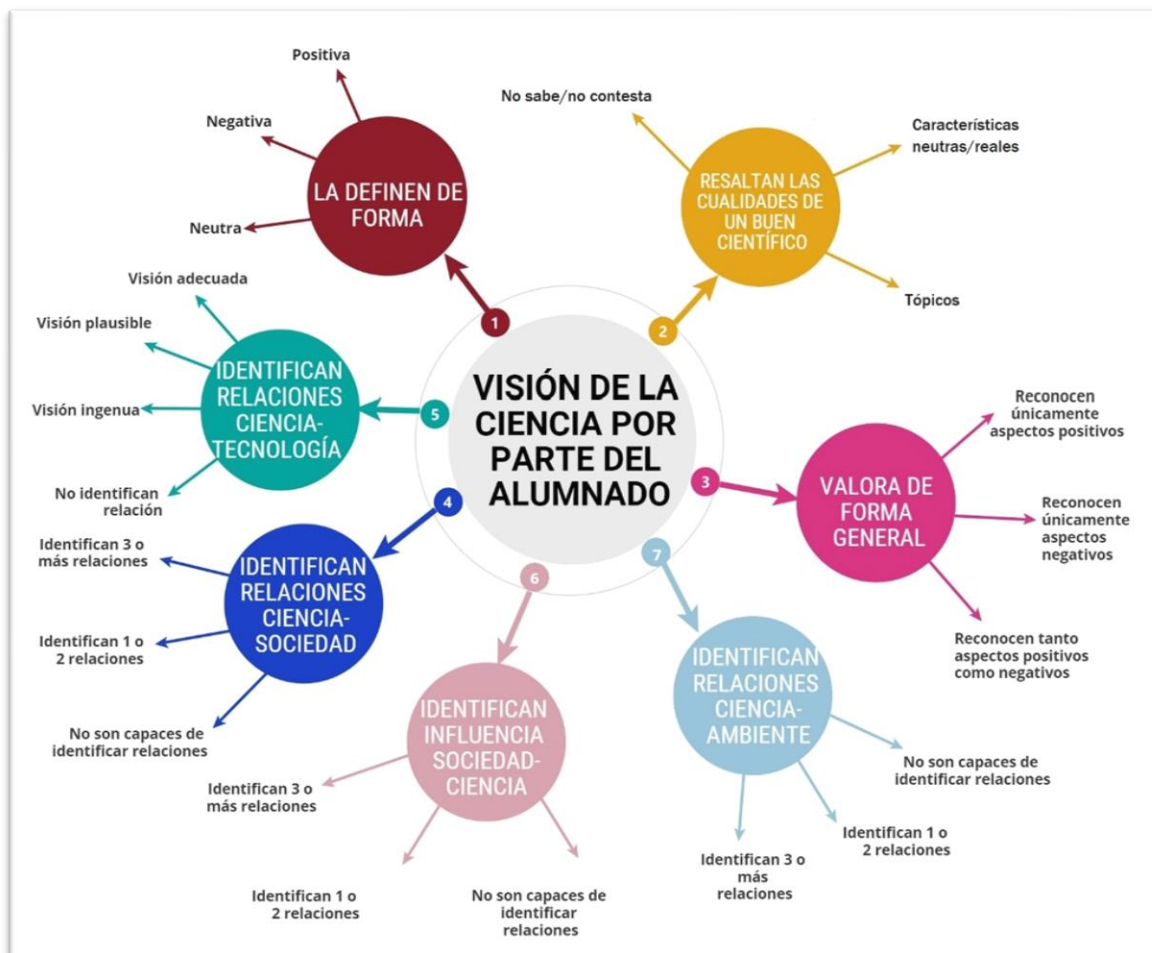 VISIÓN DE LA
CIENCIA POR
PARTE DEL
ALUMNADO
1
LA DEFINEN DE
FORMA
Positiva
Negativa
Neutra
2
RESALTAN LAS
CUALIDADES DE
UN BUEN
CIENTÍFICO
No sabe/no contesta
Características
neutras/reales
Tópicos
3
VALORA DE
FORMA
GENERAL
Reconocen
únicamente
aspectos positivos
Reconocen
únicamente
aspectos
negativos
Reconocen tanto
aspectos positivos
como negativos
4
IDENTIFICAN
RELACIONES
CIENCIA-
SOCIEDAD
Identifican 3 o
más relaciones
Identifican 1 o
2 relaciones
No son capaces de
identificar relaciones
5
IDENTIFICAN
RELACIONES
CIENCIA-
TECNOLOGÍA
Visión adecuada
Visión plausible
Visión ingenua
No identifican
relación
6
IDENTIFICAN
INFLUENCIA
SOCIEDAD-
CIENCIA
Identifican 3 o
más relaciones
Identifican 1 o
2 relaciones
No son capaces de
identificar
relaciones
7
IDENTIFICAN
RELACIONES
CIENCIA-
AMBIENTE
No son capaces de
identificar relaciones
Identifican 1 o
2 relaciones
Identifican 3 o
más
relaciones